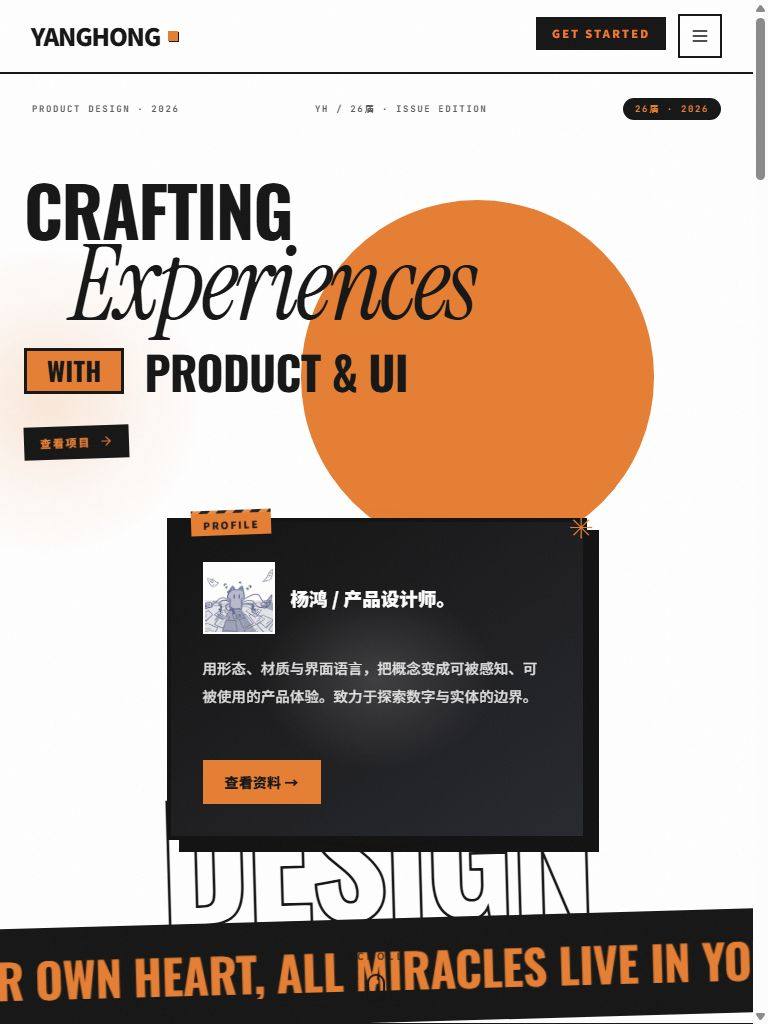 YANGHONG
GET STARTED
PRODUCT DESIGN · 2026
YH / 26届 · ISSUE EDITION
26届 · 2026
CRAFTING
Experiences
WITH
PRODUCT & UI
查看项目 →
PROFILE
杨鸿 / 产品设计师。
用形态、材质与界面语言，把概念变成可被感知、可
被使用的产品体验。致力于探索数字与实体的边界。
查看资料 →
DESIGN
R OWN HEART, ALL MIRACLES LIVE IN YO